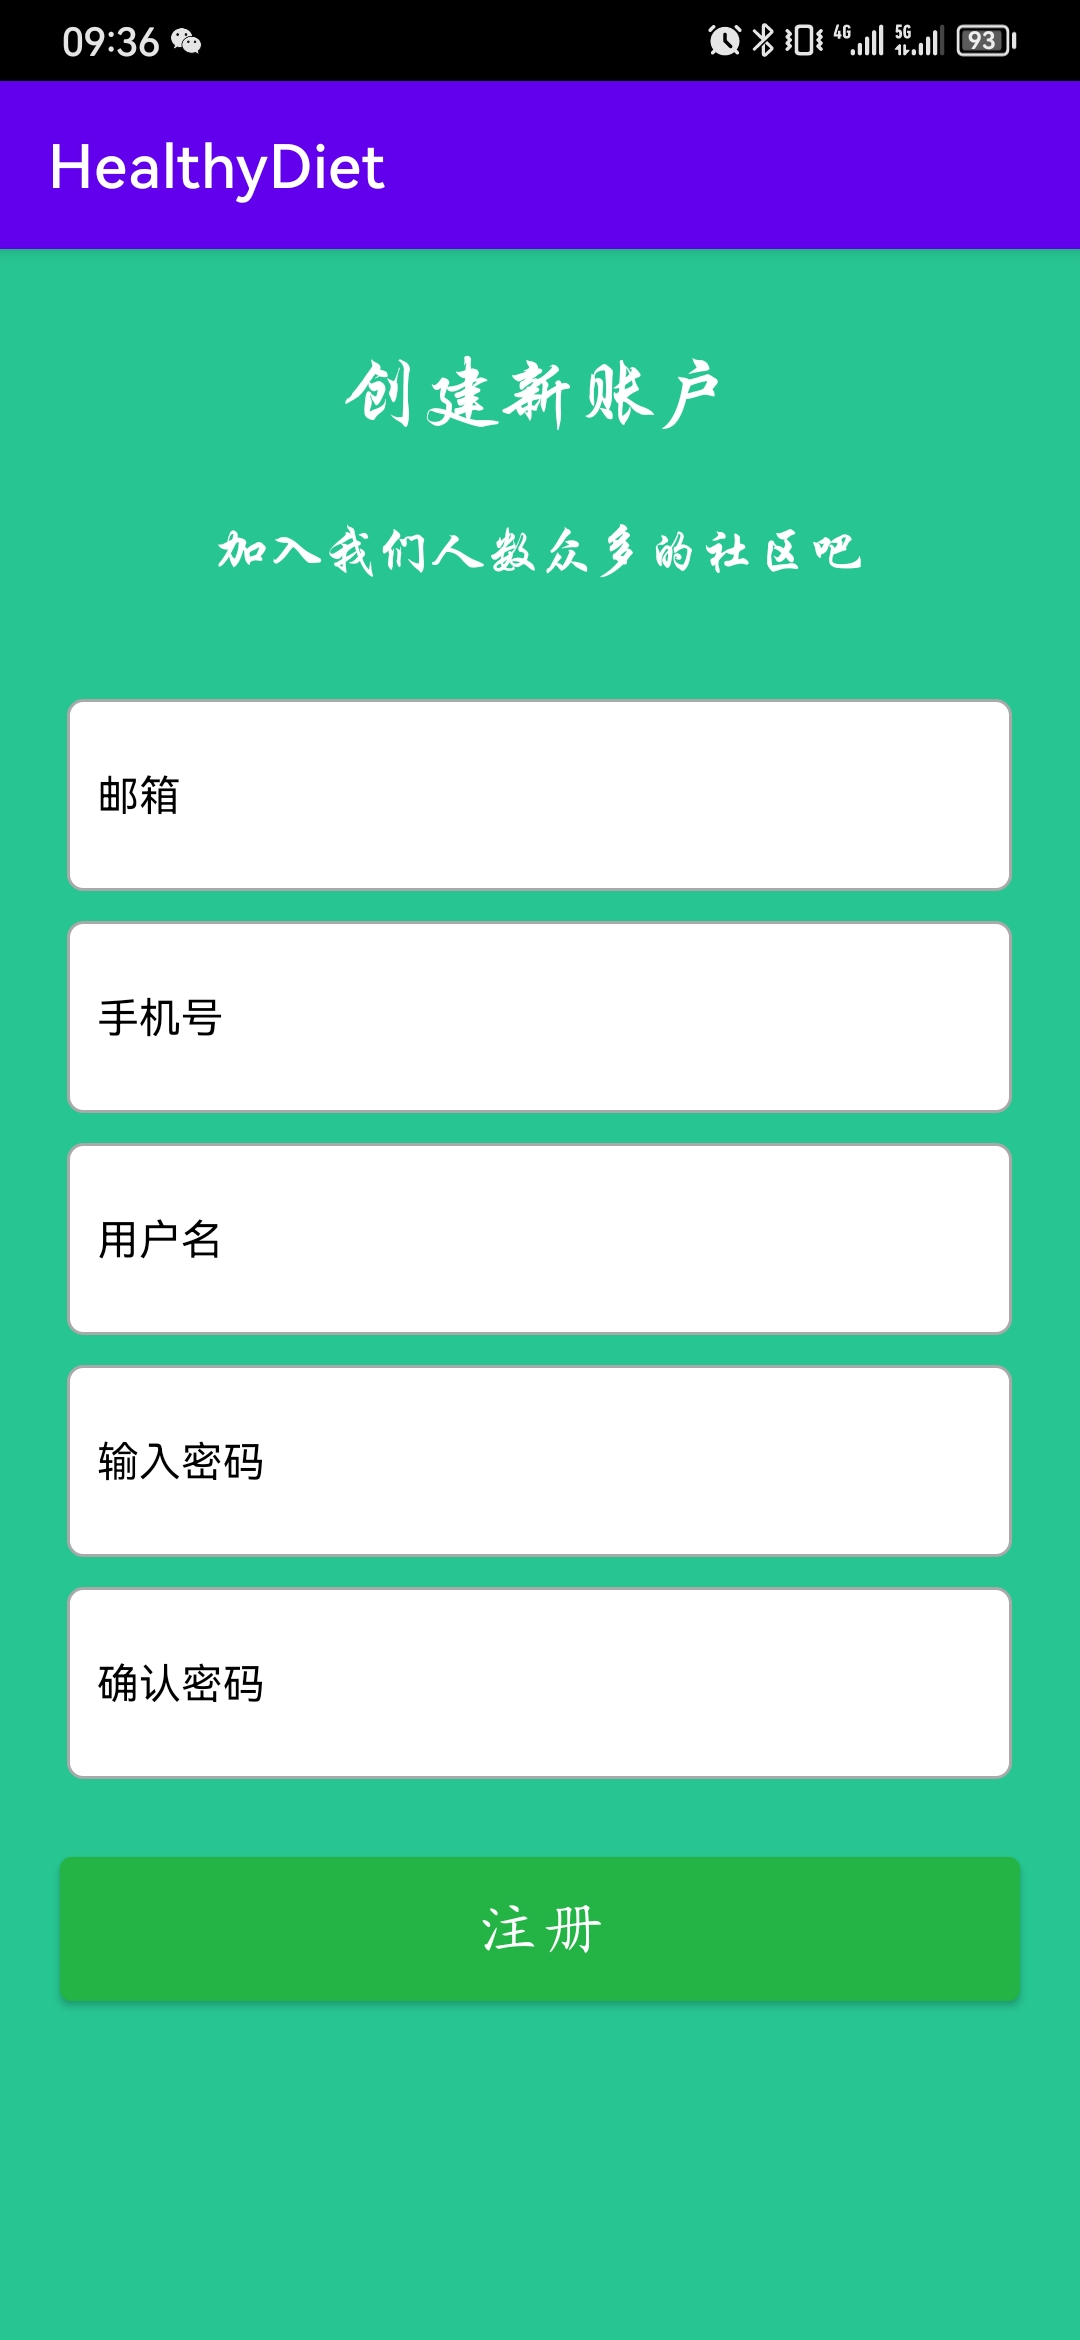 09:36
4G 5G 93
HealthyDiet
创建新账户
加入我们人数众多的社区吧
邮箱
手机号
用户名
输入密码
确认密码
注册